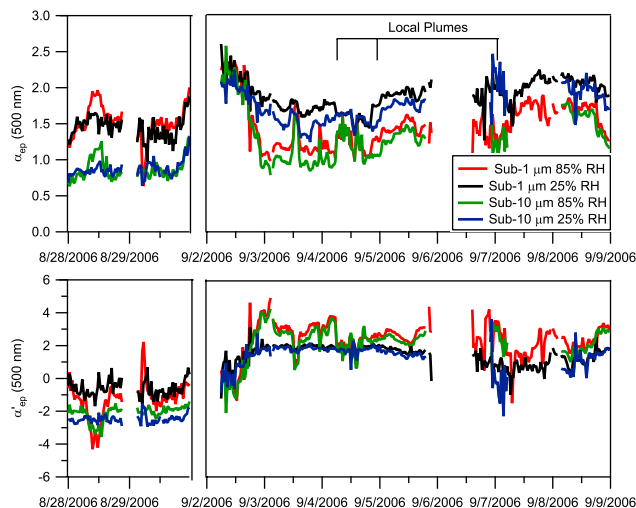 3.0
2.5
2.0
1.5
1.0
0.5
0.0
αep (500 nm)
Local Plumes
Sub-1 μm 85% RH
Sub-1 μm 25% RH
Sub-10 μm 85% RH
Sub-10 μm 25% RH
8/28/2006 8/29/2006 9/2/2006 9/3/2006 9/4/2006 9/5/2006 9/6/2006 9/7/2006 9/8/2006 9/9/2006
6
4
2
0
-2
-4
-6
α'ep (500 nm)
8/28/2006 8/29/2006 9/2/2006 9/3/2006 9/4/2006 9/5/2006 9/6/2006 9/7/2006 9/8/2006 9/9/2006